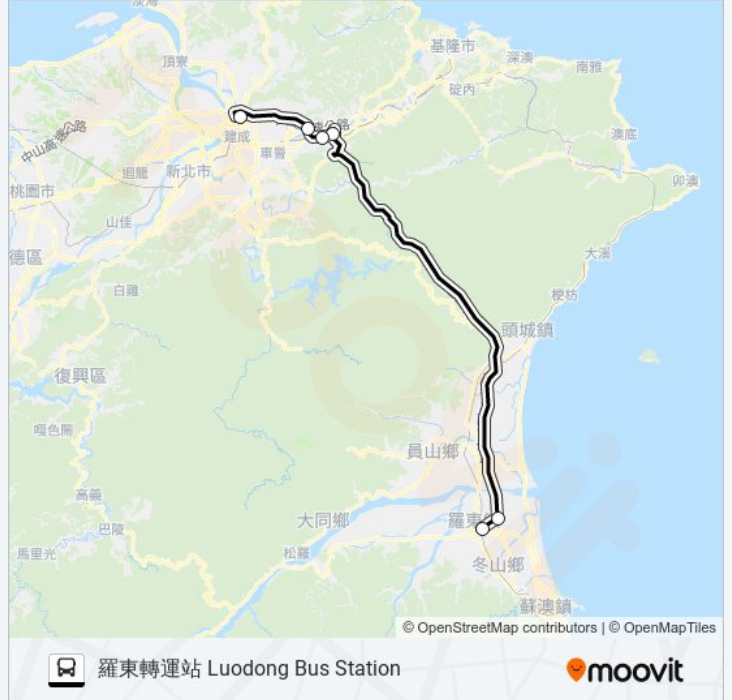 淡海
頂寮
基隆市
深澳
南雅
碇內
中山高速公路
建成
公路
澳底
車層
迴龍
新北市
桃園市
卯澳
山佳
德區
大溪
白雞
梗枋
頭城鎮
復興區
嘎色鬧
員山鄉
高義
大同鄉
羅東
巴陵
馬里光
松羅
冬山鄉
蘇澳鎮
© OpenStreetMap contributors | © OpenMapTiles
羅東轉運站 Luodong Bus Station
moovit